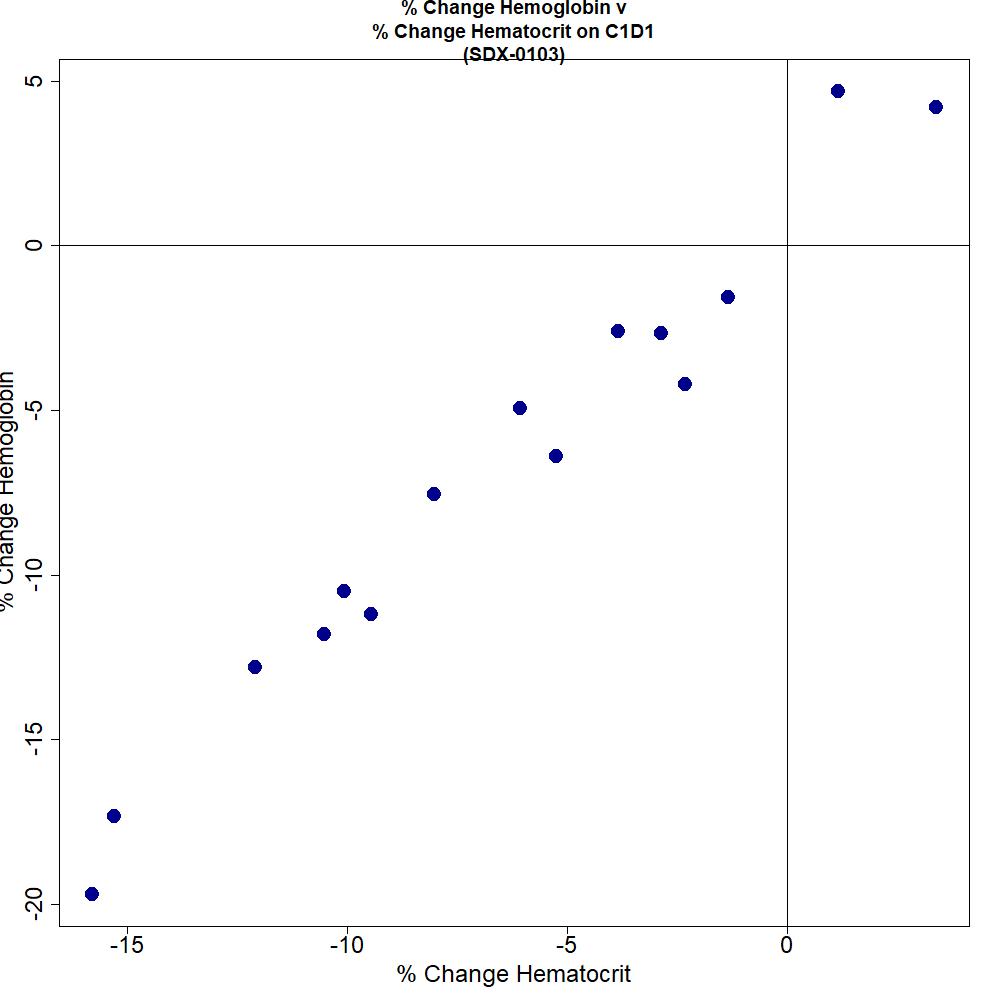 % Change Hemoglobin v
% Change Hematocrit on C1D1
(SDX-0103)
5
0
-5
-10
-15
-20
% Change Hemoglobin
-15
-10
-5
0
% Change Hematocrit